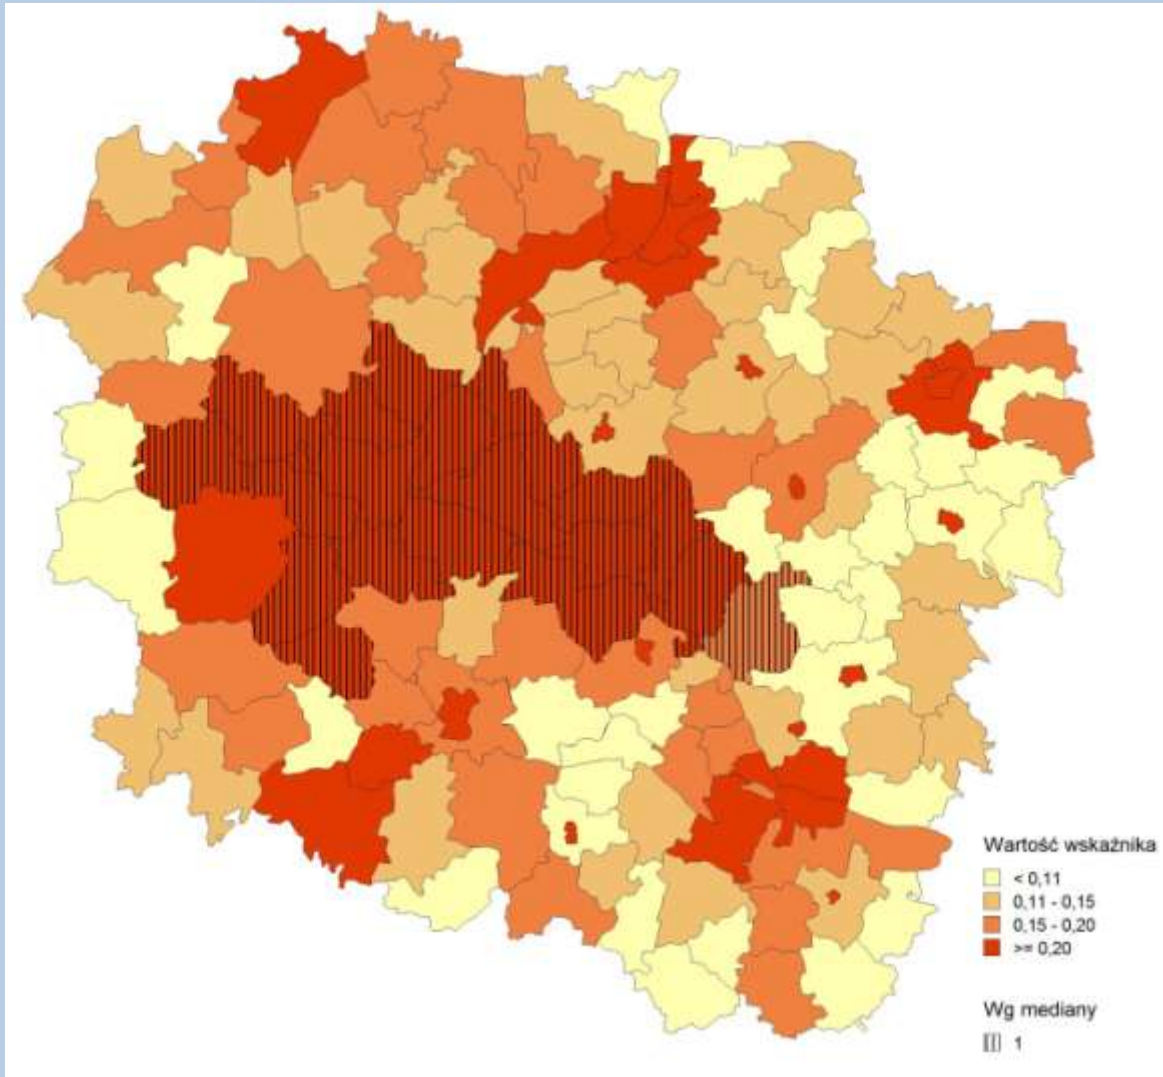 Wartość wskaźnika
< 0,11
0,11 - 0,15
0,15 - 0,20
>= 0,20
Wg mediany
1